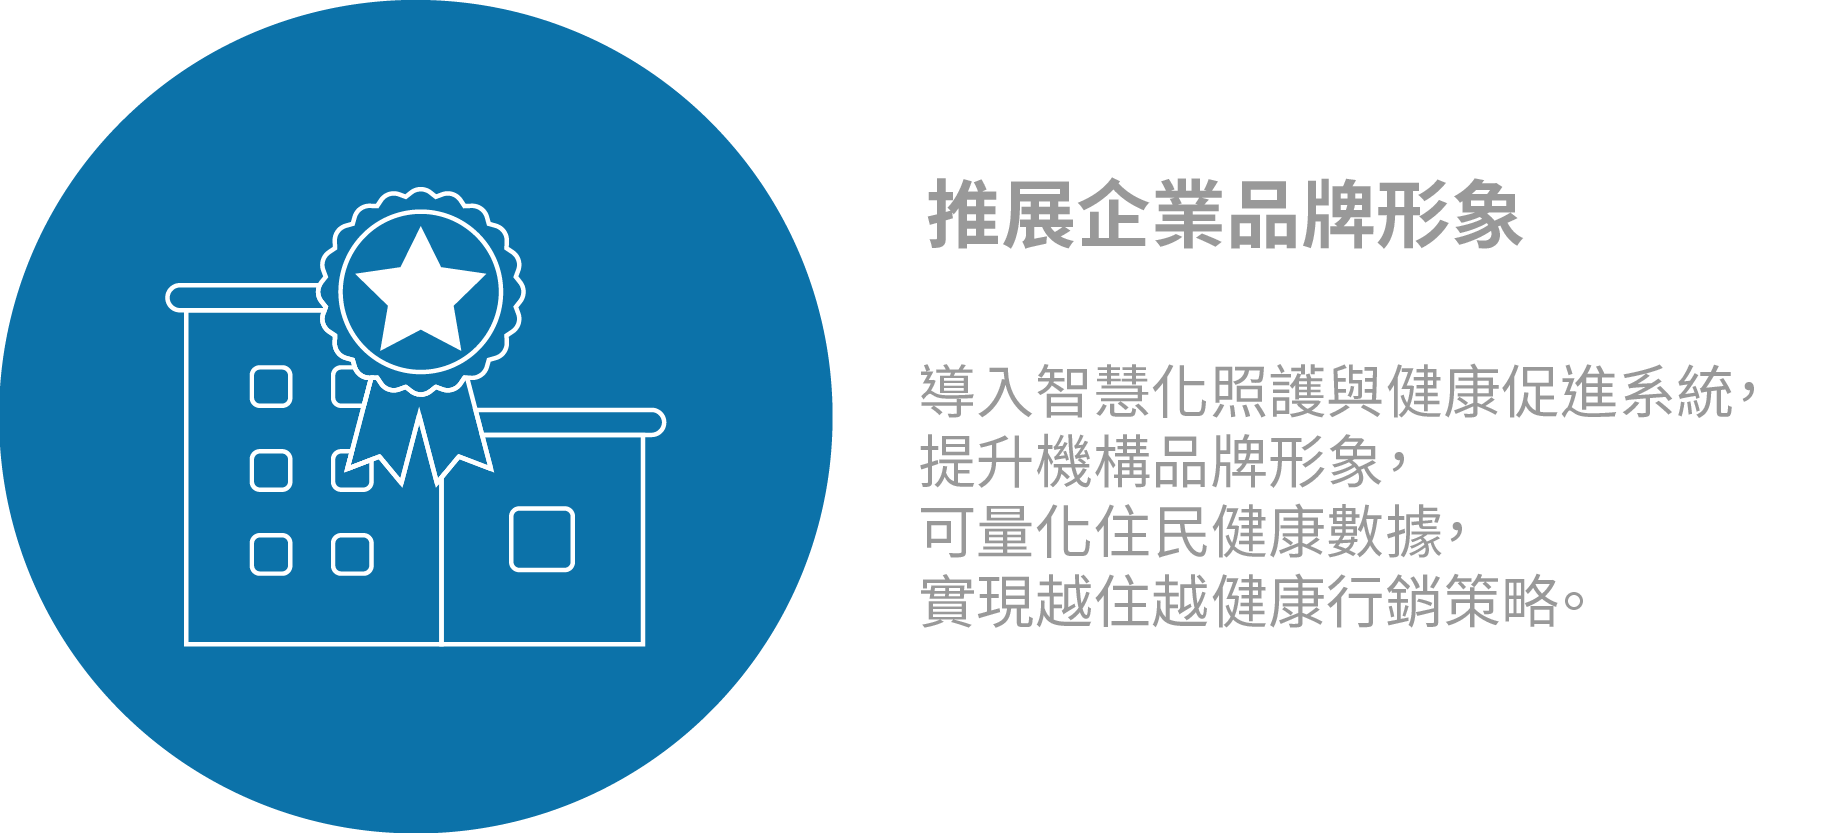 推展企業品牌形象
導入智慧化照護與健康促進系統，
提升機構品牌形象，
可量化住民健康數據，
實現越住越健康行銷策略。